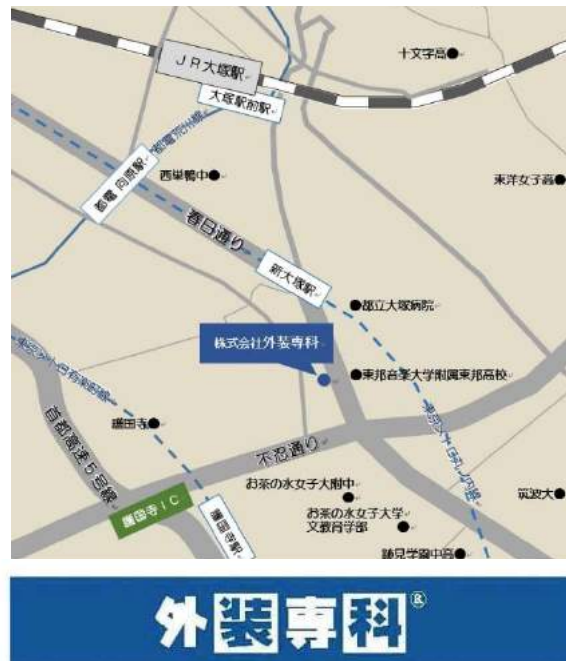 十文字高
JR大塚駅
大塚駅前駅
都電荒川線
都電 向原駅
西巣鴨中
東洋女子高
春日通り
新大塚駅
都立大塚病院
株式会社外装専科
東邦音楽大学附属東邦高校
護国寺
首都高速5号線
不忍通り
お茶の水女子大附中
筑波大
護国寺IC
お茶の水女子大学
文教育学部
護国寺駅
跡見学園中高
外装専科®